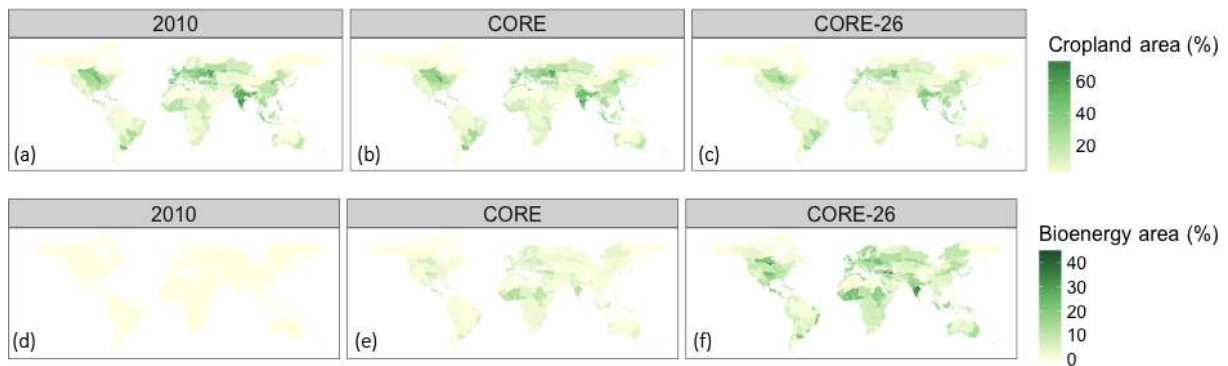 2010
CORE
CORE-26
Cropland area (%)
60
40
20
(a)
(b)
(c)
2010
CORE
CORE-26
Bioenergy area (%)
40
30
20
10
0
(d)
(e)
(f)